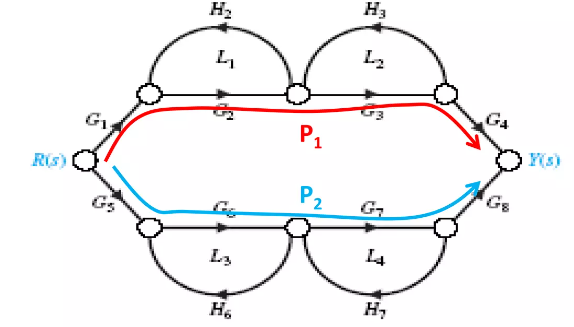 H₂ H₃
L₁ L₂
G₂ G₃
G₁ G₄
P₁
R(s) Y(s)
P₂
G₅ G₆ G₇ G₈
L₃ L₄
H₆ H₇